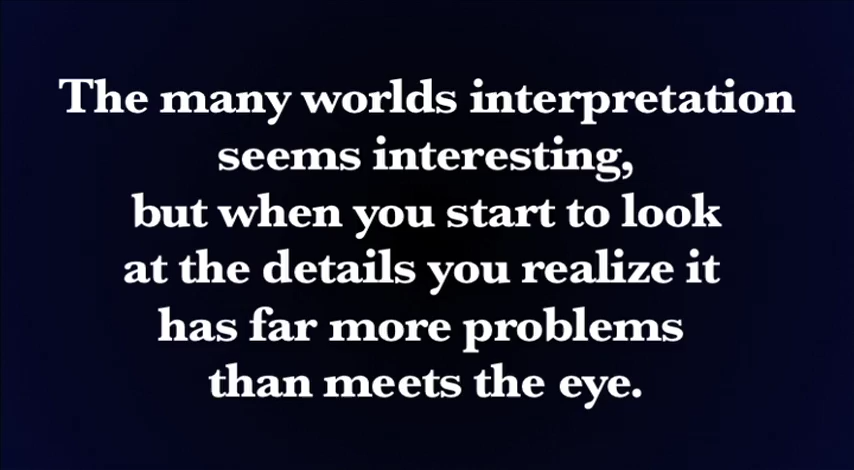 The many worlds interpretation
seems interesting,
but when you start to look
at the details you realize it
has far more problems
than meets the eye.